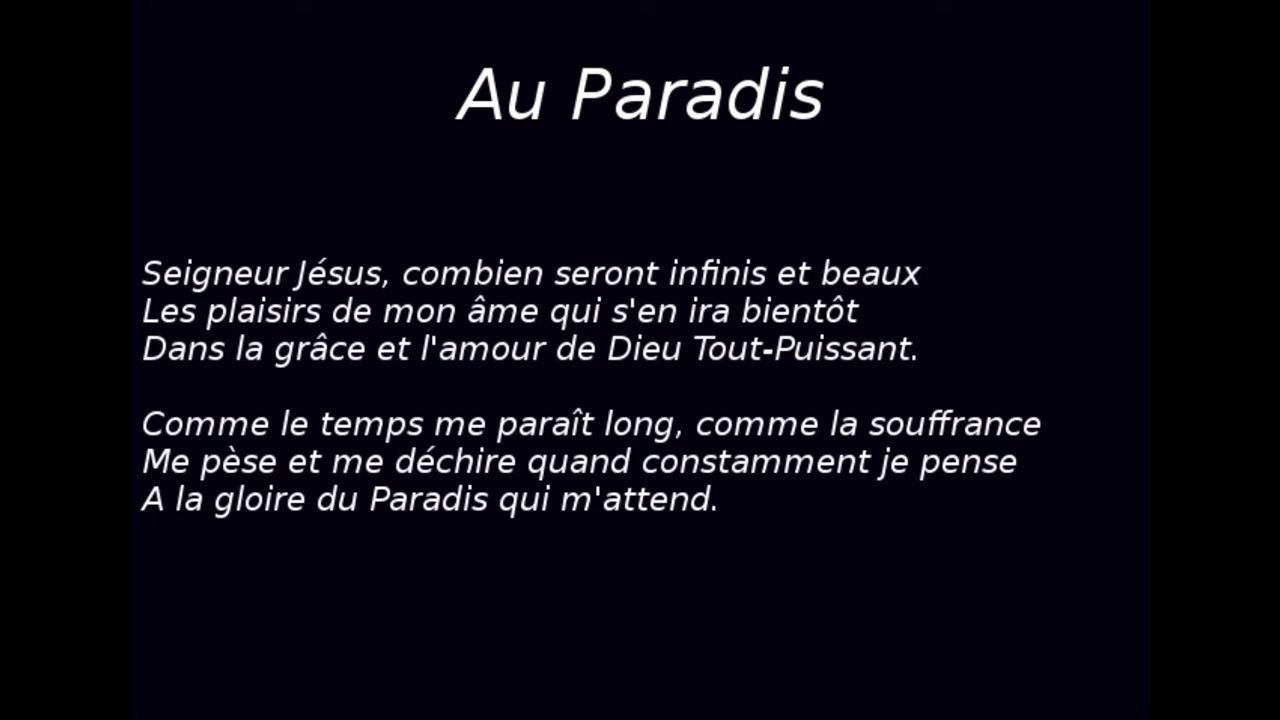 Au Paradis
Seigneur Jésus, combien seront infinis et beaux
Les plaisirs de mon âme qui s'en ira bientôt
Dans la grâce et l'amour de Dieu Tout-Puissant.
Comme le temps me paraît long, comme la souffrance
Me pèse et me déchire quand constamment je pense
A la gloire du Paradis qui m'attend.